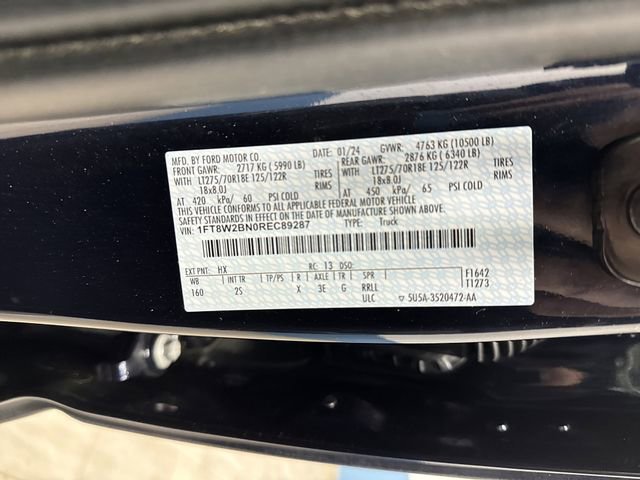 MFD. BY FORD MOTOR CO. DATE: 01/24 GVWR: 4763 KG (10500 LB)
FRONT GAWR: 2717 KG (5990 LB) REAR GAWR: 2876 KG (6340 LB)
WITH LT275/70R18E 125/122R TIRES WITH LT275/70R18E 125/122R TIRES
18x8.0J RIMS 18x8.0J RIMS
AT 420 kPa/ 60 PSI COLD AT 450 kPa/ 65 PSI COLD
THIS VEHICLE CONFORMS TO ALL APPLICABLE FEDERAL MOTOR VEHICLE
SAFETY STANDARDS IN EFFECT ON THE DATE OF MANUFACTURE SHOWN ABOVE.
VIN: 1FT8W2BN0REC89287 TYPE: Truck
EXT PNT: HX RC: 13 DSO:
WB INT TR TP/PS R AXLE TR SPR F1642
160 2S X 3E G RRLL T1273
ULC ▽ 5U5A-3520472-AA